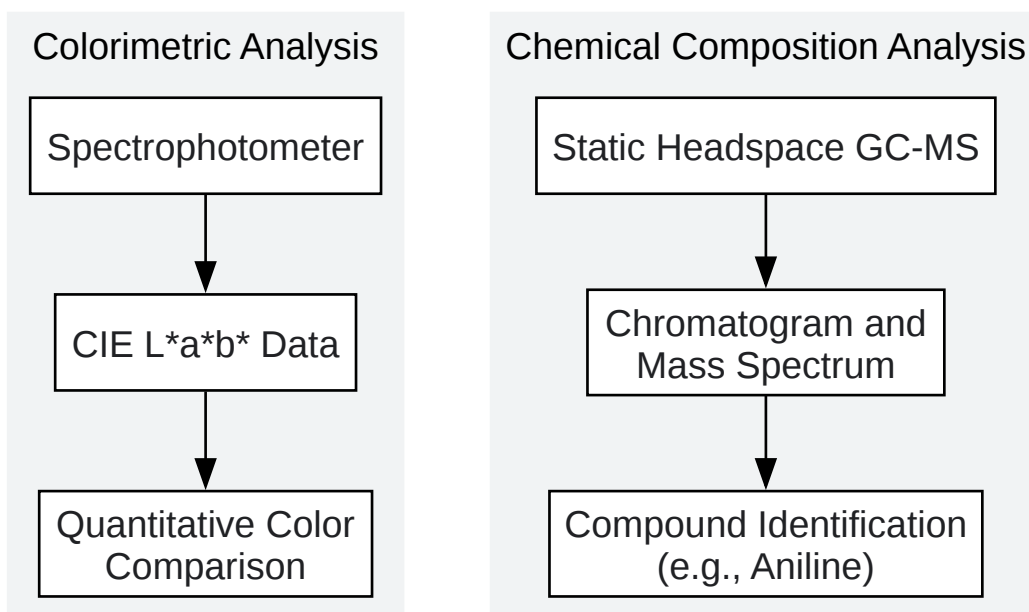 Colorimetric Analysis
Spectrophotometer
CIE L*a*b* Data
Quantitative Color
Comparison
Chemical Composition Analysis
Static Headspace GC-MS
Chromatogram and
Mass Spectrum
Compound Identification
(e.g., Aniline)